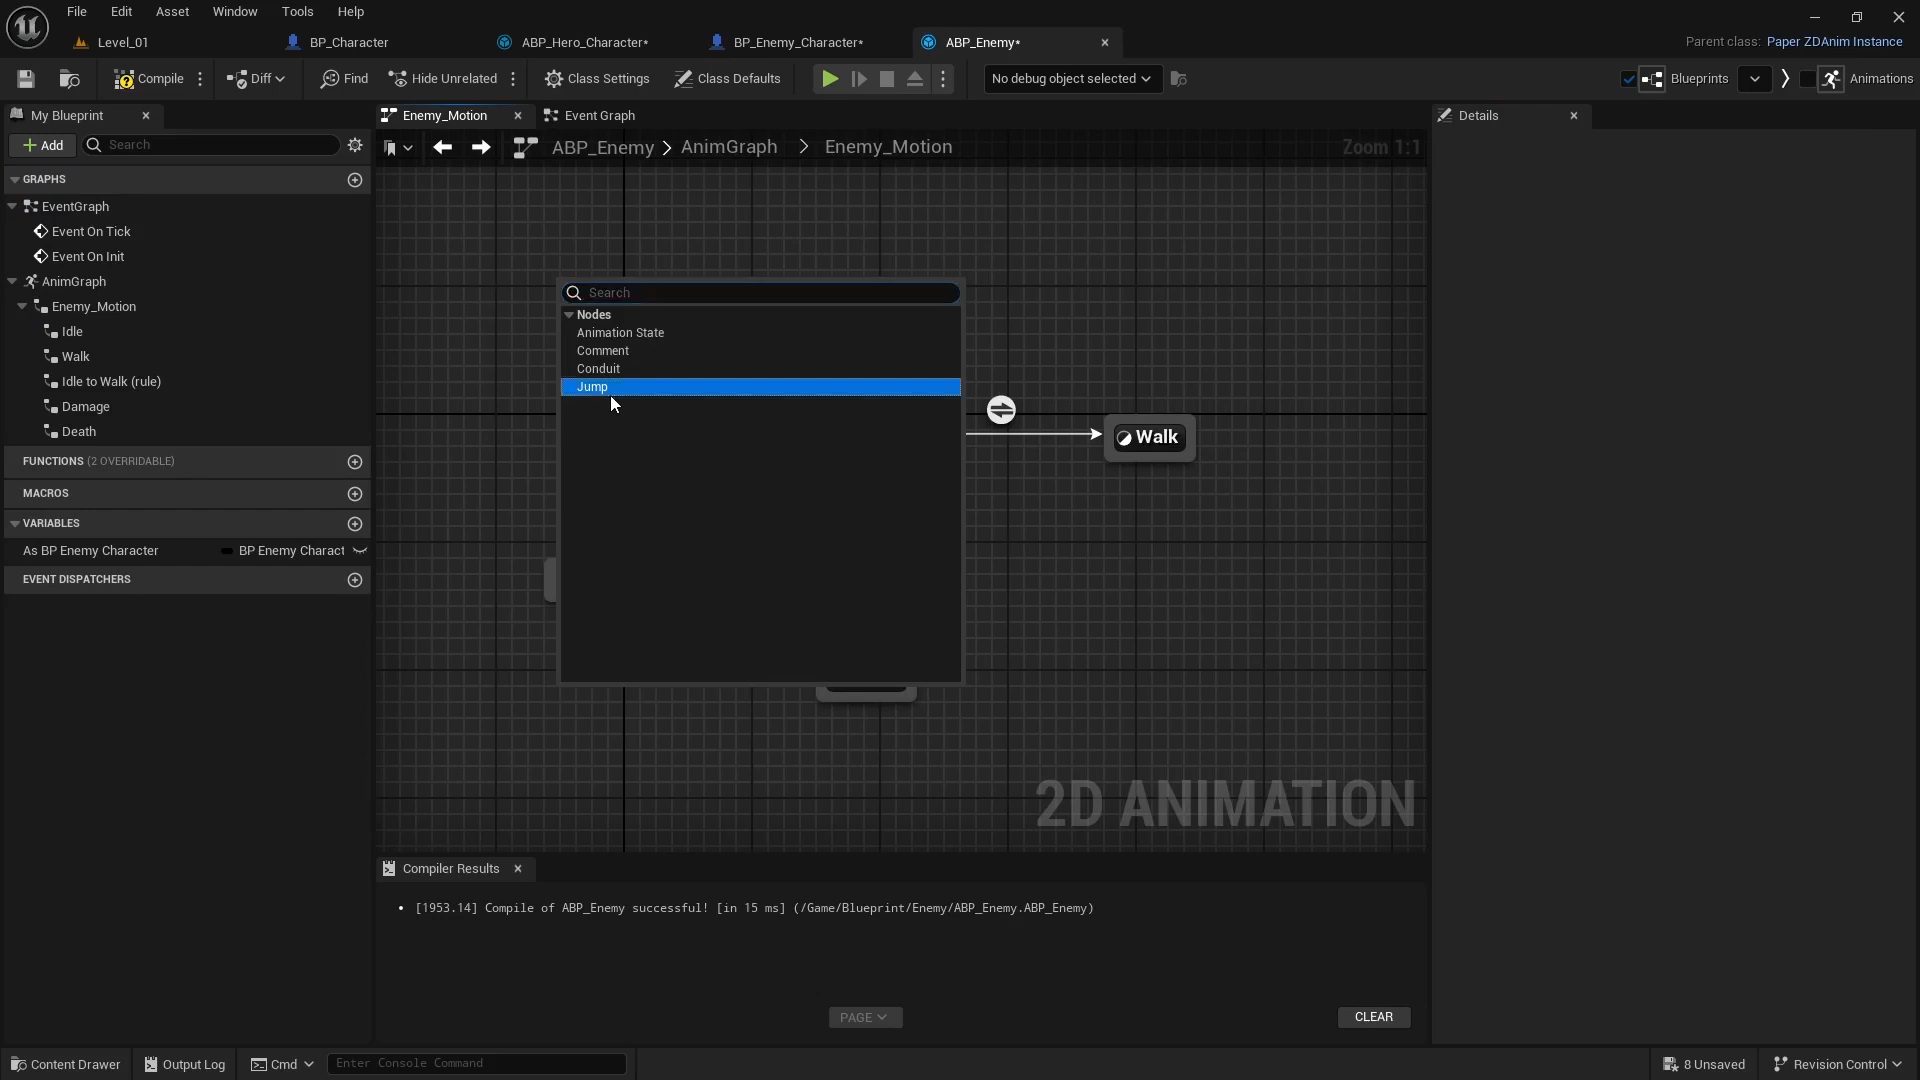 File Edit Asset Window Tools Help
Level_01 BP_Character ABP_Hero_Character* BP_Enemy_Character* ABP_Enemy* Parent class: Paper ZDAnim Instance
Compile Diff Find Hide Unrelated Class Settings Class Defaults No debug object selected Blueprints Animations
My Blueprint
Enemy_Motion Event Graph
Details
Add Search
ABP_Enemy > AnimGraph > Enemy_Motion Zoom 1:1
GRAPHS
EventGraph
Event On Tick
Event On Init
AnimGraph
Enemy_Motion
Idle
Walk
Idle to Walk (rule)
Damage
Death
FUNCTIONS (2 OVERRIDABLE)
MACROS
VARIABLES
As BP Enemy Character BP Enemy Charact
EVENT DISPATCHERS
Search
Nodes
Animation State
Comment
Conduit
Jump
Walk
2D ANIMATION
Compiler Results
• [1953.14] Compile of ABP_Enemy successful! [in 15 ms] (/Game/Blueprint/Enemy/ABP_Enemy.ABP_Enemy)
PAGE CLEAR
Content Drawer Output Log Cmd Enter Console Command 8 Unsaved Revision Control